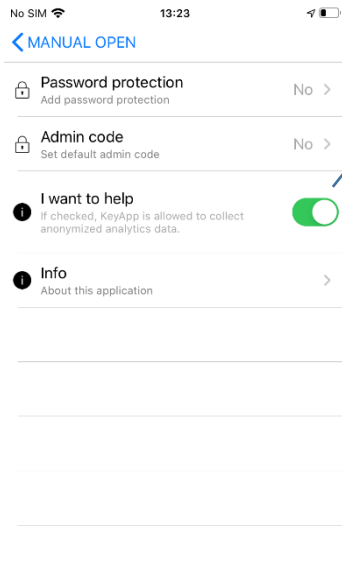 No SIM 13:23
MANUAL OPEN
Password protection
Add password protection
No
Admin code
Set default admin code
No
I want to help
If checked, KeyApp is allowed to collect
anonymized analytics data.
Info
About this application